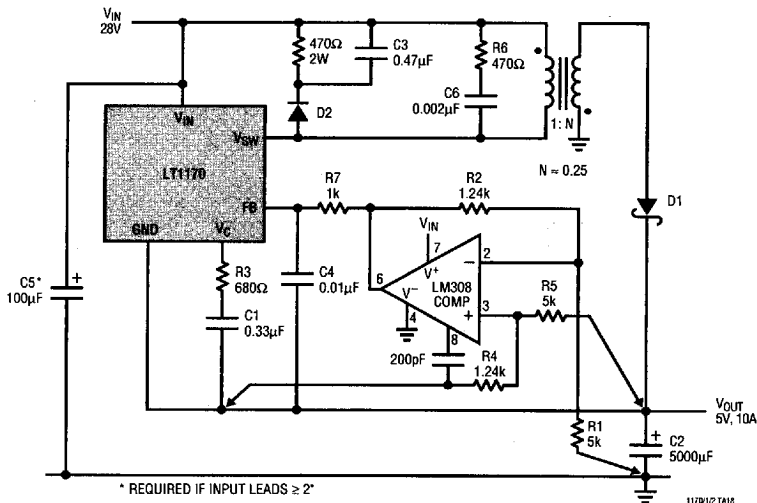 VIN
28V
470Ω
2W
C3
0.47µF
R6
470Ω
C6
0.002µF
D2
1: N
N ≈ 0.25
VIN
VSW
LT1170
FB
GND
VC
R7
1k
R2
1.24k
D1
VIN
7
V+
6
–
2
LM308
COMP
V–
4
+
3
8
R5
5k
C5*
100µF
+
R3
680Ω
C4
0.01µF
C1
0.33µF
200pF
R4
1.24k
VOUT
5V, 10A
R1
5k
+
C2
5000µF
* REQUIRED IF INPUT LEADS ≥ 2"
1170/1/2 TA18